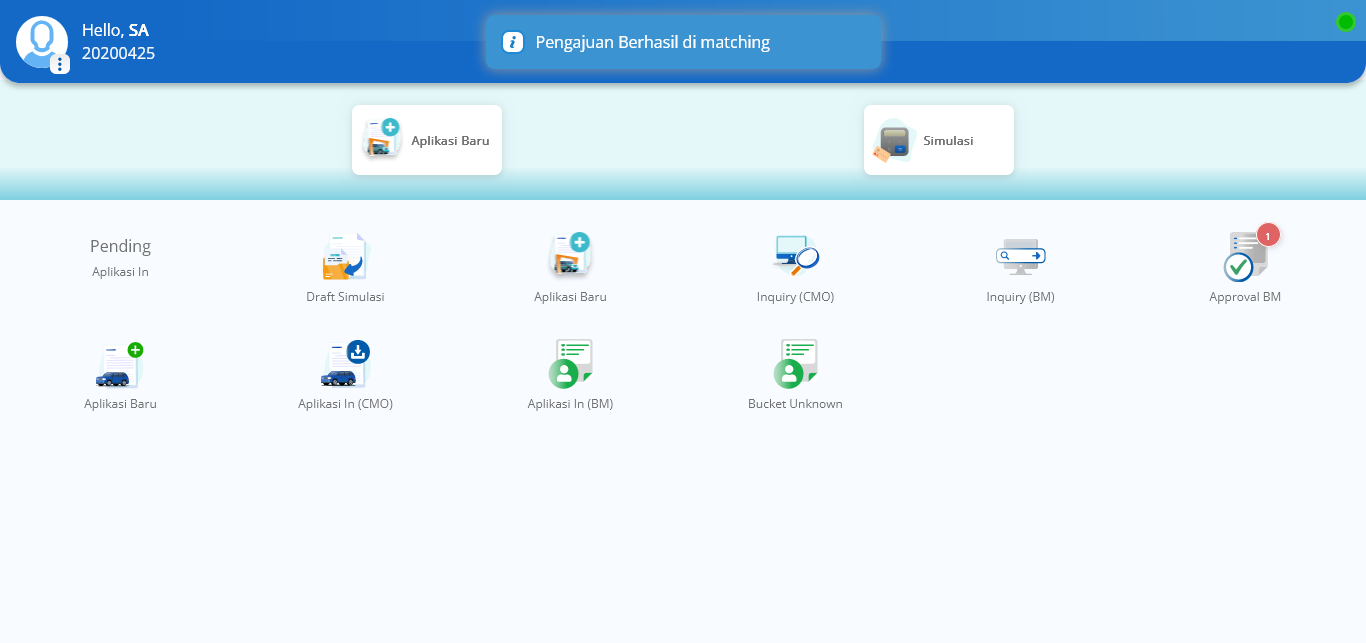 Hello, SA
20200425
Pengajuan Berhasil di matching
Aplikasi Baru
Simulasi
Pending
Aplikasi In
Draft Simulasi
Aplikasi Baru
Inquiry (CMO)
Inquiry (BM)
1
Approval BM
Aplikasi Baru
Aplikasi In (CMO)
Aplikasi In (BM)
Bucket Unknown